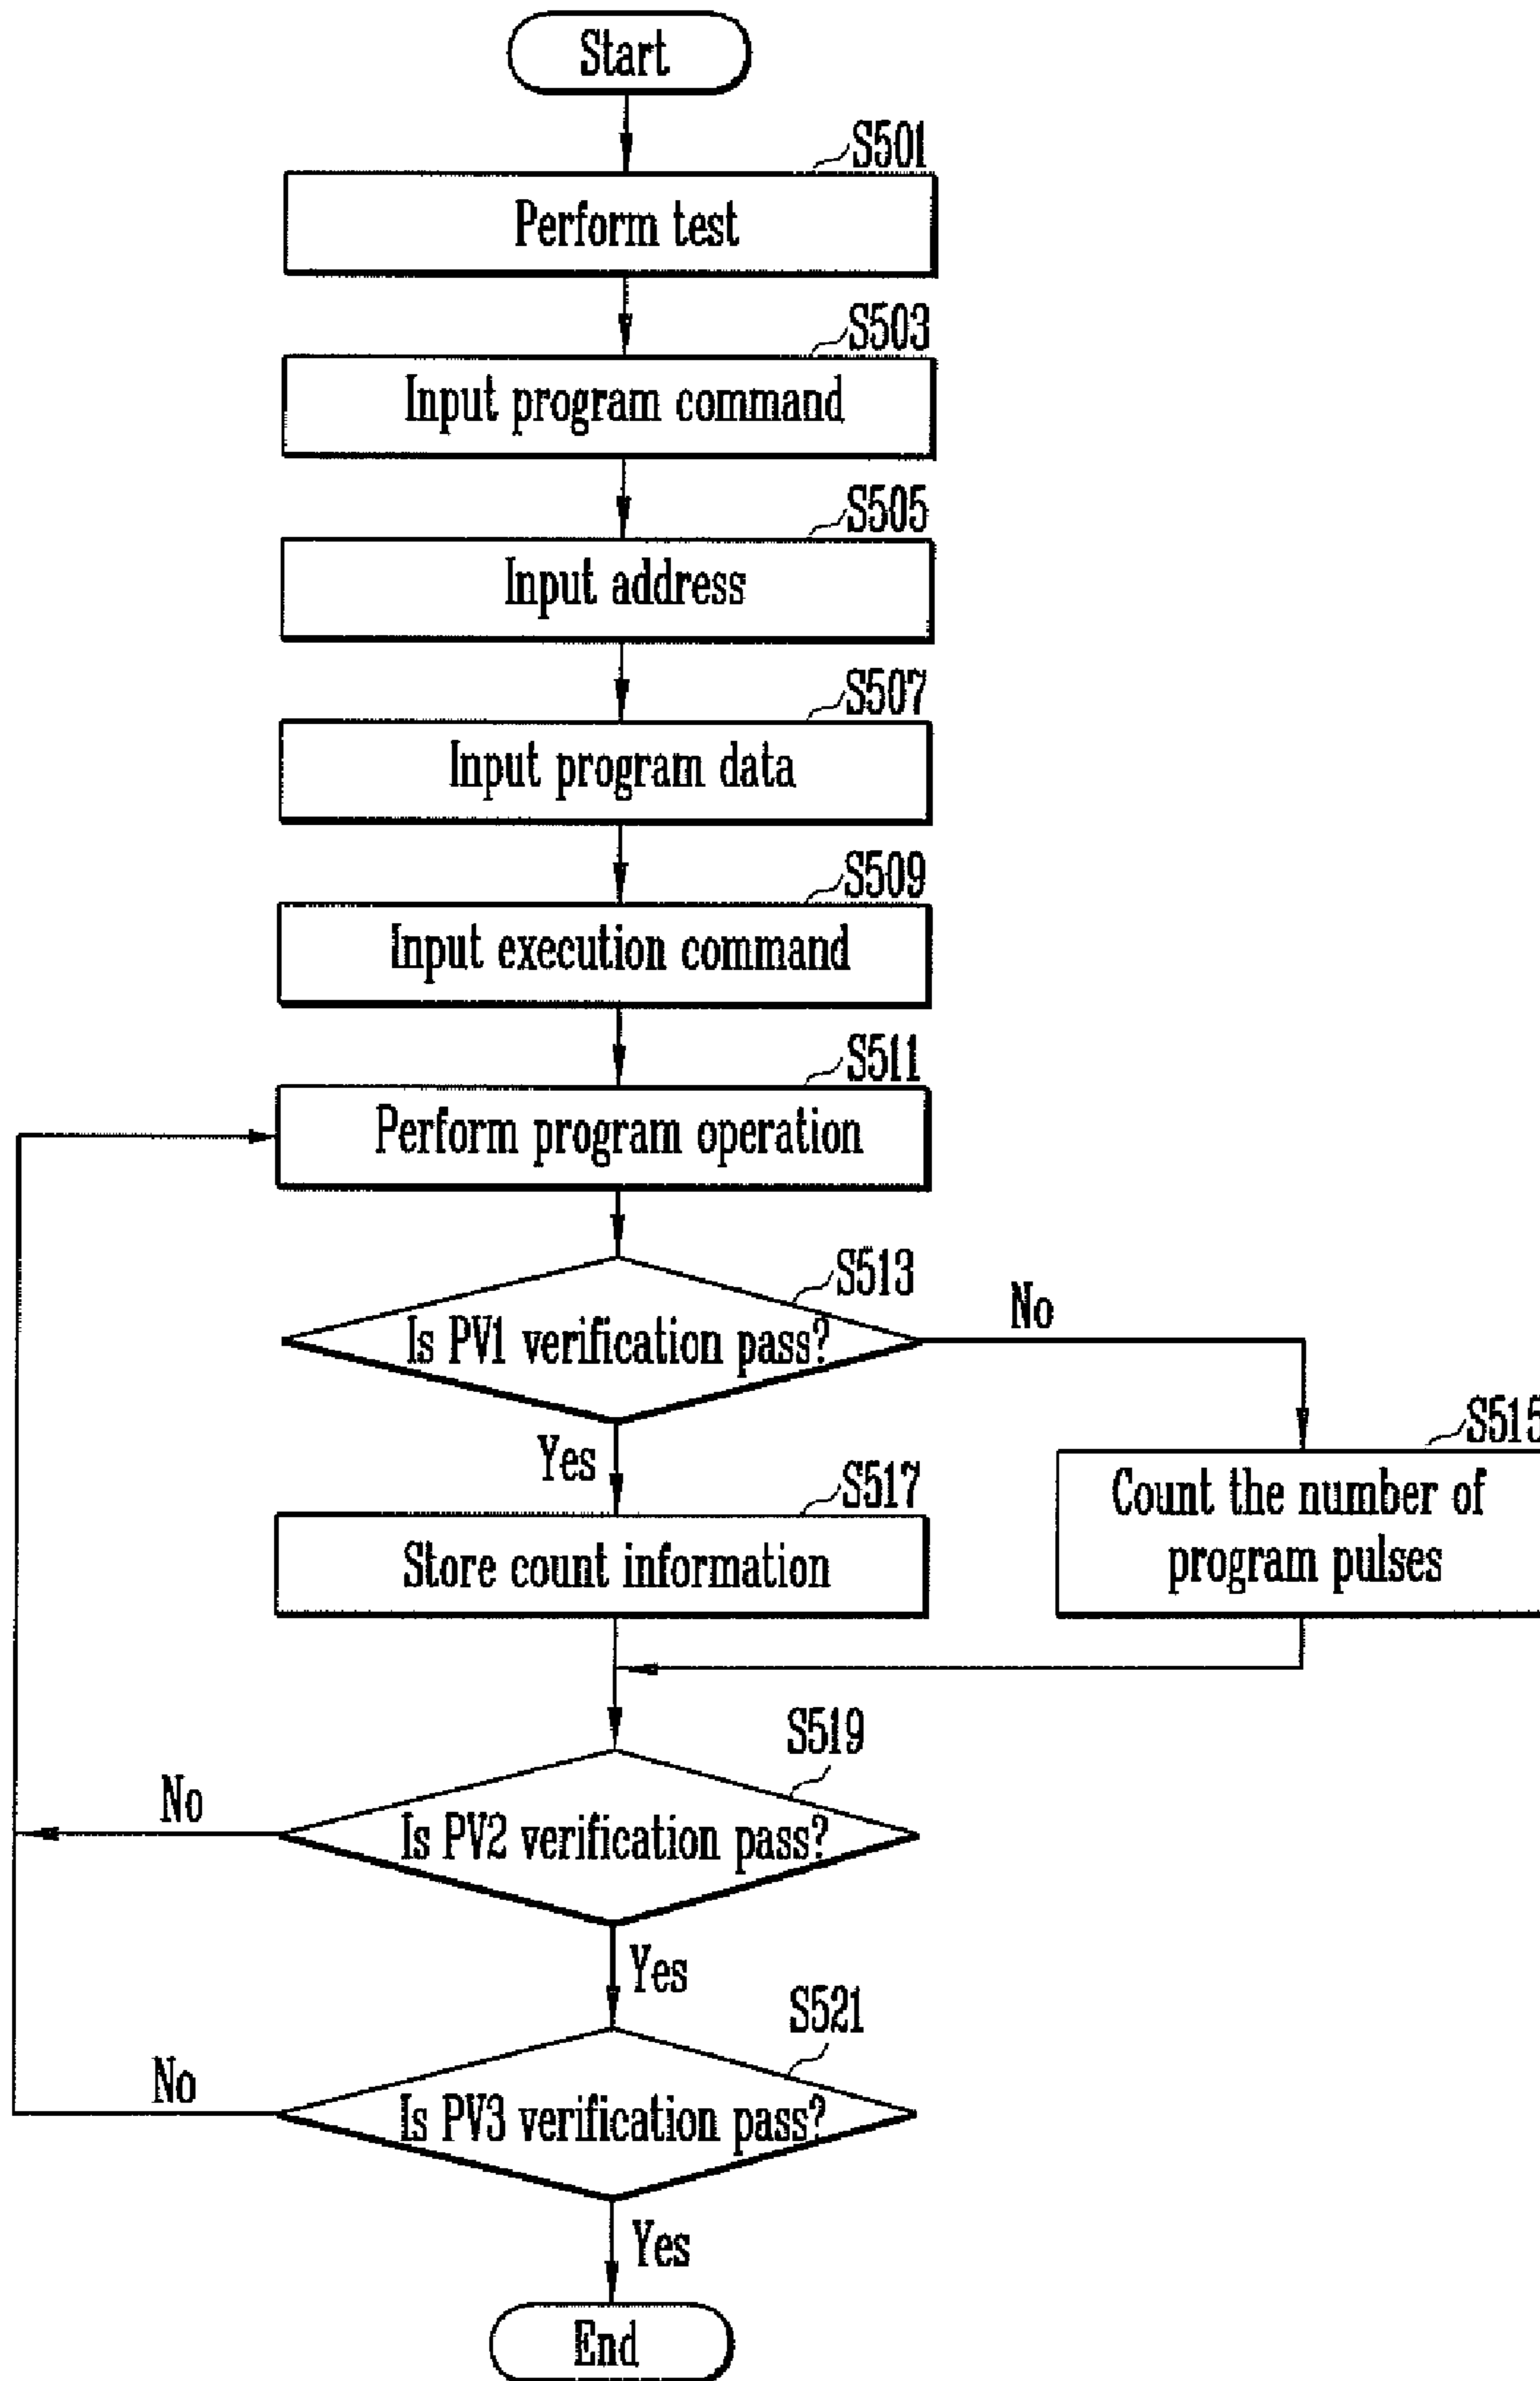 Start
S501
Perform test
S503
Input program command
S505
Input address
S507
Input program data
S509
Input execution command
S511
Perform program operation
S513
Is PV1 verification pass?
No
Yes
S515
Count the number of
program pulses
S517
Store count information
S519
Is PV2 verification pass?
No
Yes
S521
Is PV3 verification pass?
No
Yes
End